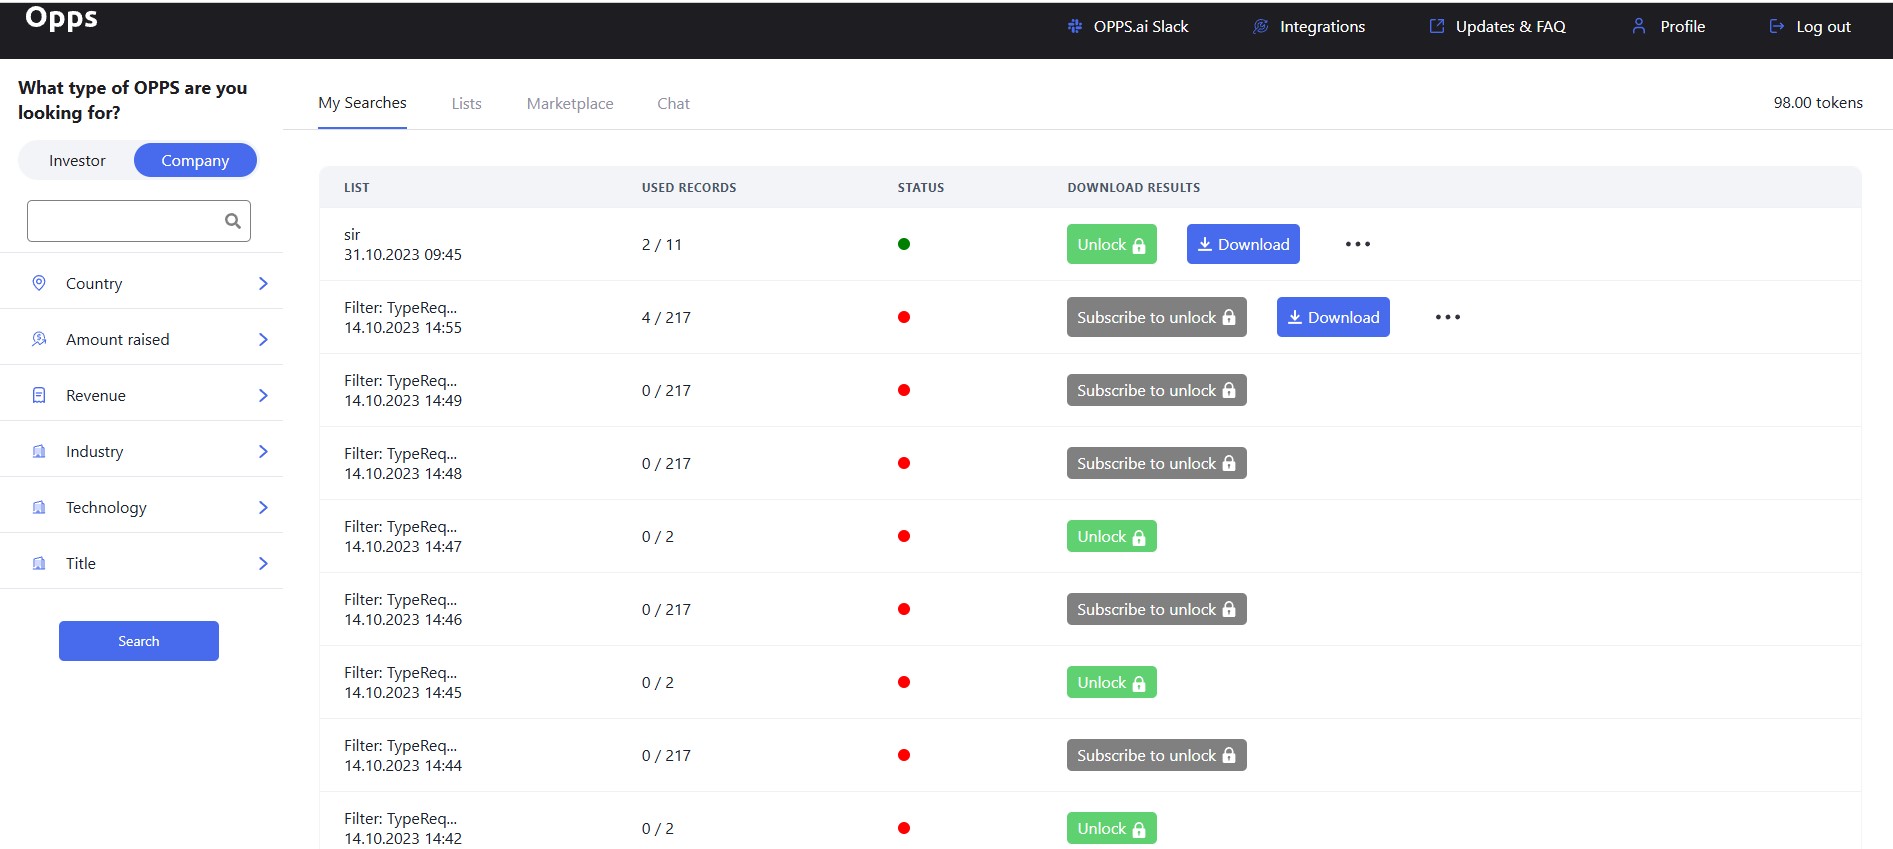 Opps
OPPS.ai Slack
Integrations
Updates & FAQ
Profile
Log out
What type of OPPS are you
looking for?
Investor
Company
Country
Amount raised
Revenue
Industry
Technology
Title
Search
My Searches
Lists
Marketplace
Chat
98.00 tokens
LIST USED RECORDS STATUS DOWNLOAD RESULTS
sir
31.10.2023 09:45
2 / 11
Unlock
Download
Filter: TypeReq...
14.10.2023 14:55
4 / 217
Subscribe to unlock
Download
Filter: TypeReq...
14.10.2023 14:49
0 / 217
Subscribe to unlock
Filter: TypeReq...
14.10.2023 14:48
0 / 217
Subscribe to unlock
Filter: TypeReq...
14.10.2023 14:47
0 / 2
Unlock
Filter: TypeReq...
14.10.2023 14:46
0 / 217
Subscribe to unlock
Filter: TypeReq...
14.10.2023 14:45
0 / 2
Unlock
Filter: TypeReq...
14.10.2023 14:44
0 / 217
Subscribe to unlock
Filter: TypeReq...
14.10.2023 14:42
0 / 2
Unlock